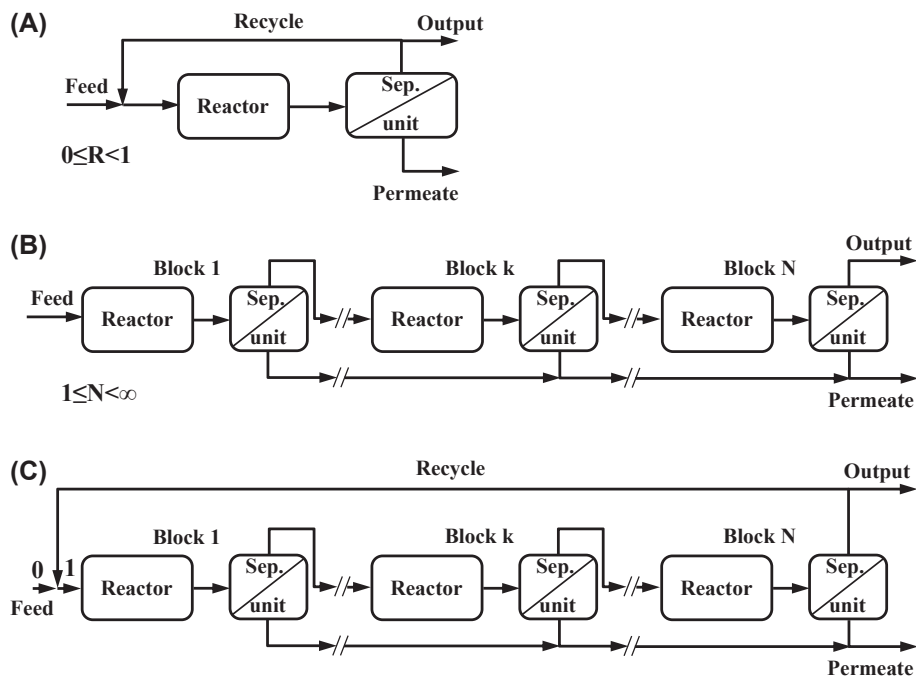 (A)
Recycle
Output
Feed
Reactor
Sep.
unit
0≤R<1
Permeate
(B)
Block 1
Block k
Block N
Output
Feed
Reactor
Sep.
unit
Reactor
Sep.
unit
Reactor
Sep.
unit
1≤N<∞
Permeate
(C)
Recycle
Output
Block 1
Block k
Block N
0
1
Feed
Reactor
Sep.
unit
Reactor
Sep.
unit
Reactor
Sep.
unit
Permeate